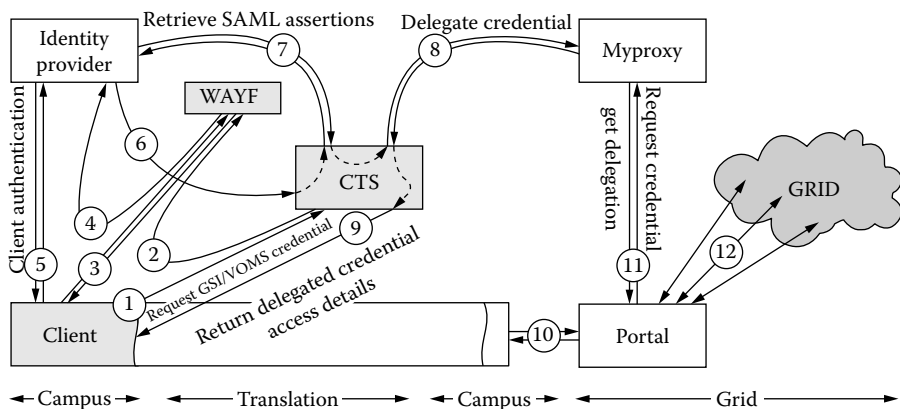 Retrieve SAML assertions
Delegate credential
Identity
provider
7
8
Myproxy
WAYF
Client authentication
6
CTS
get delegation
Request credential
GRID
4
2
9
5
3
11
12
1
Request GSI/VOMS credential
Return delegated credential
access details
Client
10
Portal
Campus
Translation
Campus
Grid